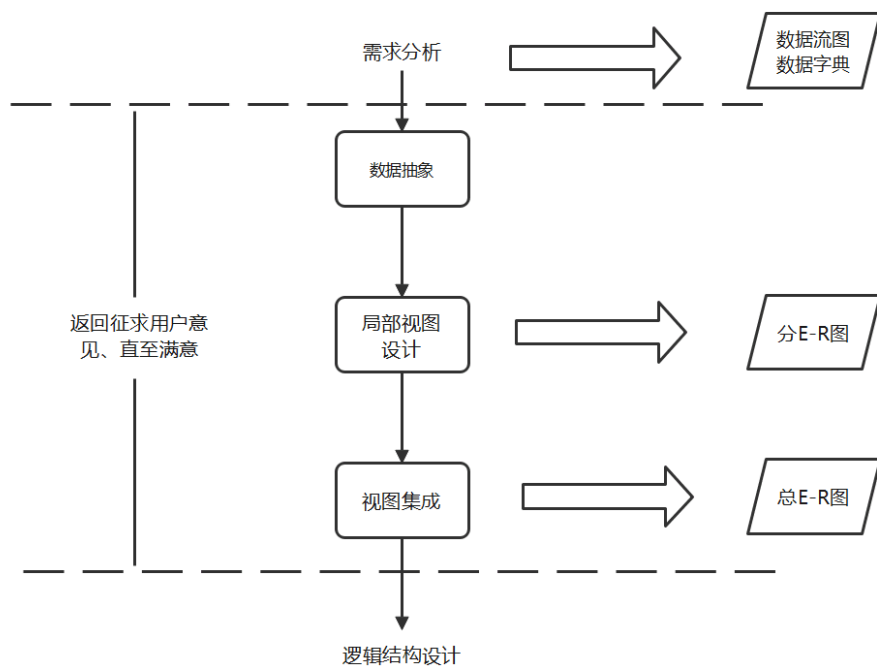 需求分析
数据流图
数据字典
数据抽象
返回征求用户意
见、直至满意
局部视图
设计
分E-R图
视图集成
总E-R图
逻辑结构设计